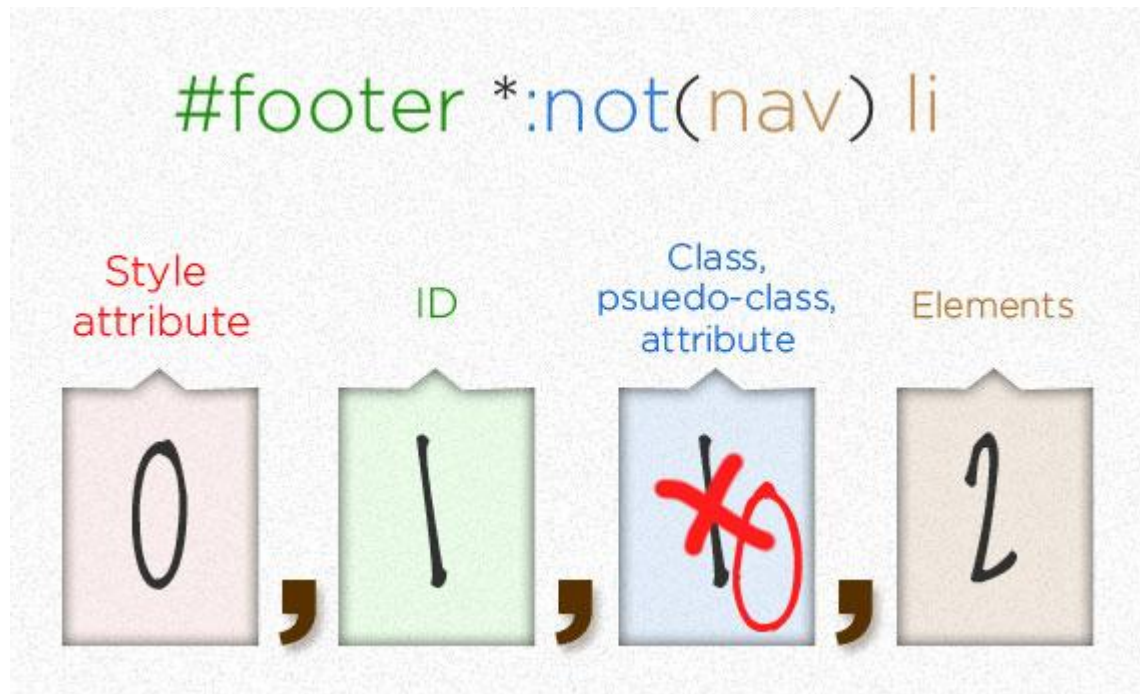 #footer *:not(nav) li
Style
attribute
ID
Class,
psuedo-class,
attribute
Elements
0 , 1 , 1 0 , 2